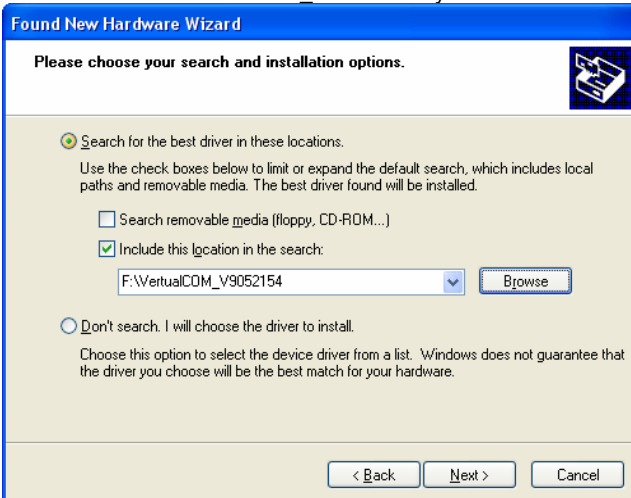 Found New Hardware Wizard
Please choose your search and installation options.
Search for the best driver in these locations.
Use the check boxes below to limit or expand the default search, which includes local
paths and removable media. The best driver found will be installed.
Search removable media (floppy, CD-ROM...)
Include this location in the search:
F:\VertualCOM_V9052154
Browse
Don't search. I will choose the driver to install.
Choose this option to select the device driver from a list. Windows does not guarantee that
the driver you choose will be the best match for your hardware.
< Back Next > Cancel